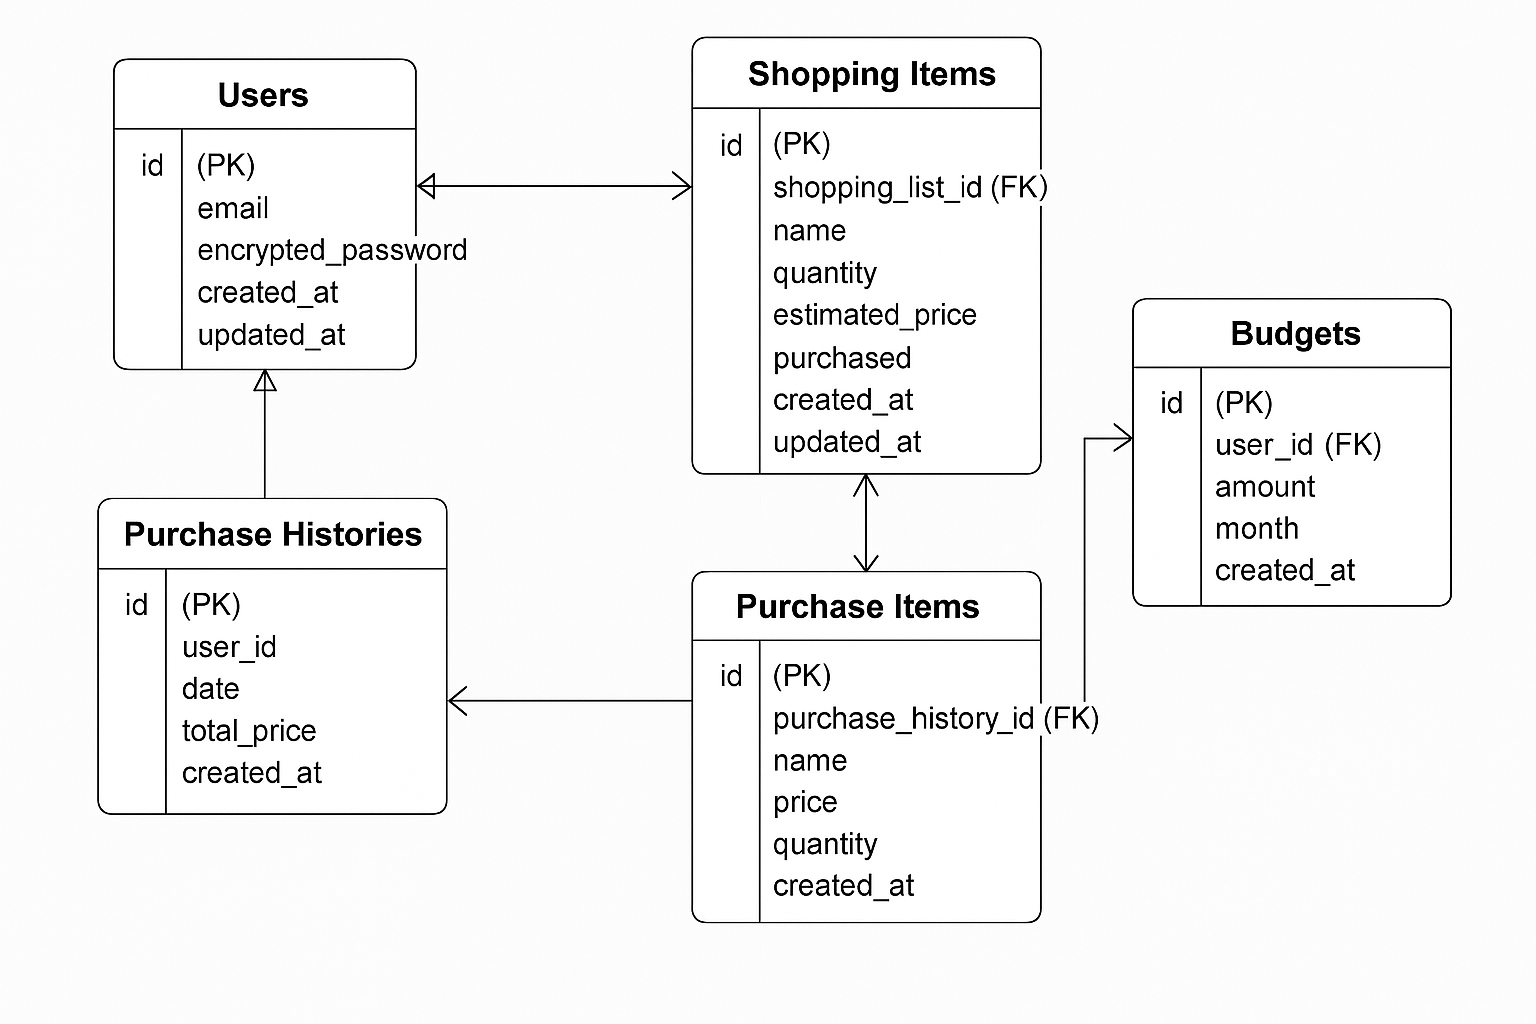 Users
id (PK)
email
encrypted_password
created_at
updated_at
Shopping Items
id (PK)
shopping_list_id (FK)
name
quantity
estimated_price
purchased
created_at
updated_at
Budgets
id (PK)
user_id (FK)
amount
month
created_at
Purchase Histories
id (PK)
user_id
date
total_price
created_at
Purchase Items
id (PK)
purchase_history_id (FK)
name
price
quantity
created_at